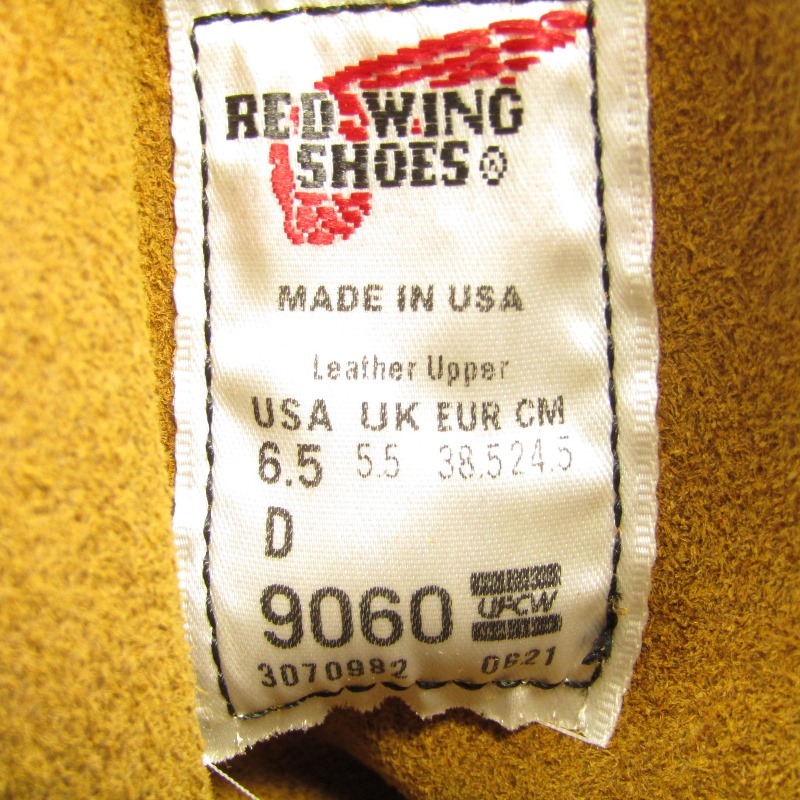 RED WING
SHOES ®
MADE IN USA
Leather Upper
USA UK EUR CM
6.5 5.5 38.5 24.5
D
9060
UFCW
3070982 0621